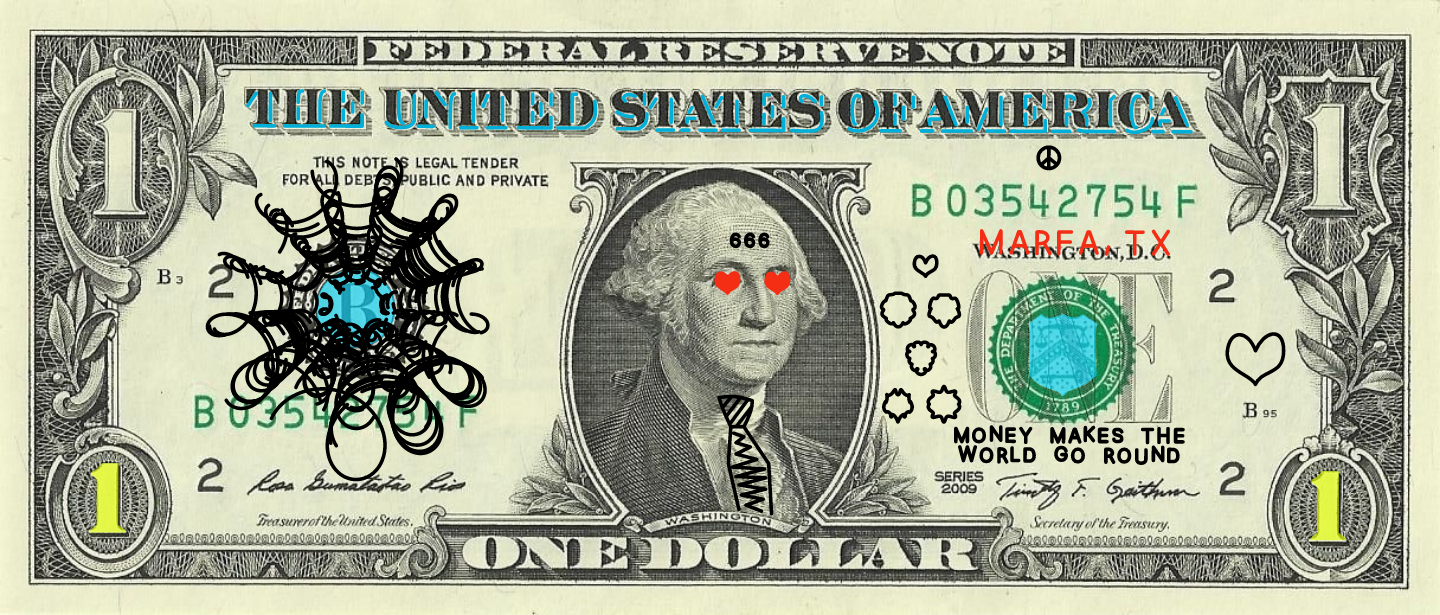 FEDERAL RESERVE NOTE
1
1
THE UNITED STATES OF AMERICA
THIS NOTE IS LEGAL TENDER
FOR ALL DEBTS PUBLIC AND PRIVATE
B 03542754 F
666
MARFA, TX
WASHINGTON, D.C.
B 3
2
B
2
ONE
THE DEPARTMENT OF THE TREASURY
1789
B 95
B 03542754 F
MONEY MAKES THE
WORLD GO ROUND
2
Rosa Gumataotao Rios
SERIES
2009
Timothy F. Geithner
2
Treasurer of the United States.
WASHINGTON
Secretary of the Treasury.
1
1
ONE DOLLAR